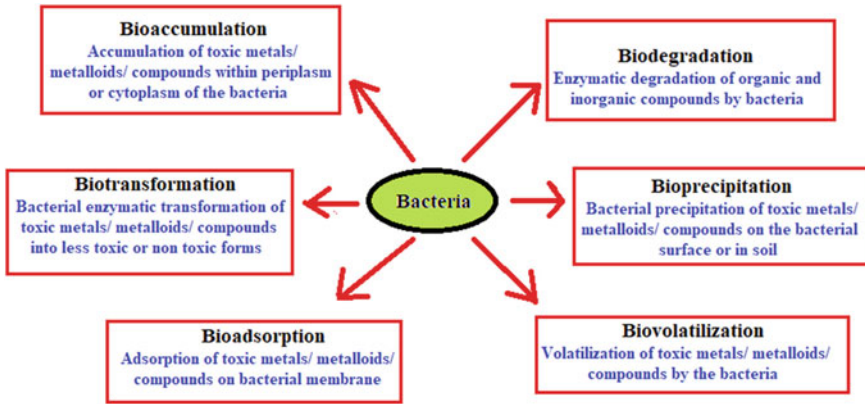 Bioaccumulation
Accumulation of toxic metals/
metalloids/ compounds within periplasm
or cytoplasm of the bacteria
Biodegradation
Enzymatic degradation of organic and
inorganic compounds by bacteria
Biotransformation
Bacterial enzymatic transformation of
toxic metals/ metalloids/ compounds
into less toxic or non toxic forms
Bacteria
Bioprecipitation
Bacterial precipitation of toxic metals/
metalloids/ compounds on the bacterial
surface or in soil
Bioadsorption
Adsorption of toxic metals/ metalloids/
compounds on bacterial membrane
Biovolatilization
Volatilization of toxic metals/ metalloids/
compounds by the bacteria